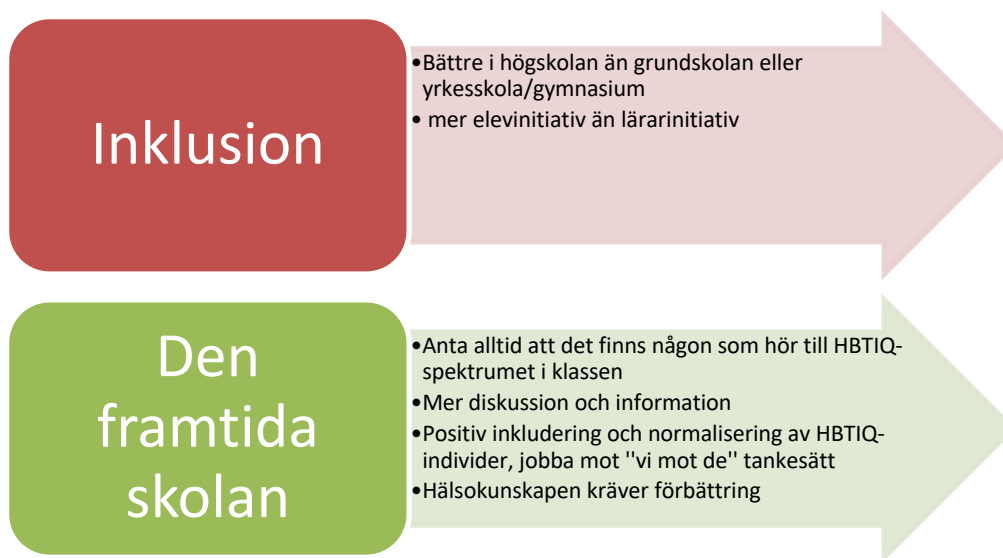 Inklusion
•Bättre i högskolan än grundskolan eller
yrkesskola/gymnasium
• mer elevinitiativ än lärarinitiativ
Den
framtida
skolan
•Anta alltid att det finns någon som hör till HBTIQ-
spektrumet i klassen
•Mer diskussion och information
•Positiv inkludering och normalisering av HBTIQ-
individer, jobba mot ''vi mot de'' tankesätt
•Hälsokunskapen kräver förbättring